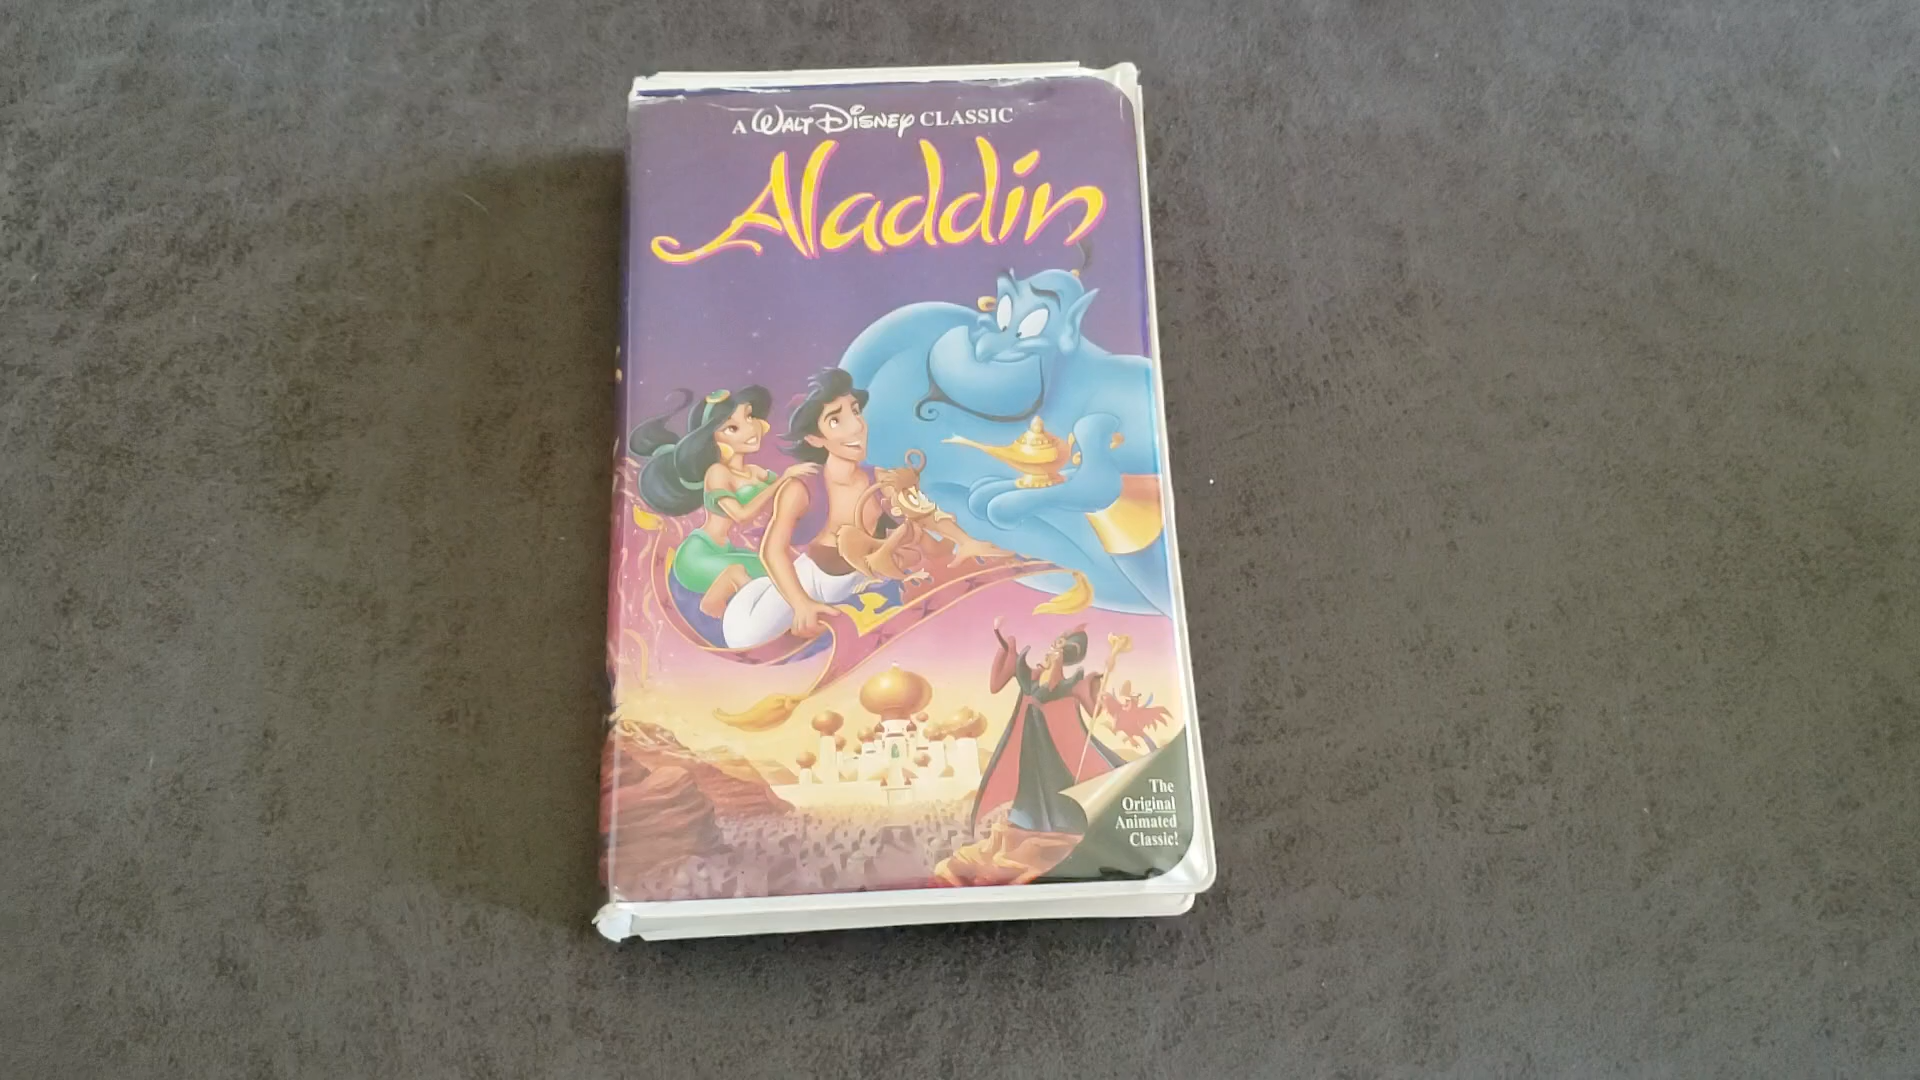 A WALT DISNEY CLASSIC
Aladdin
The
Original
Animated
Classic!